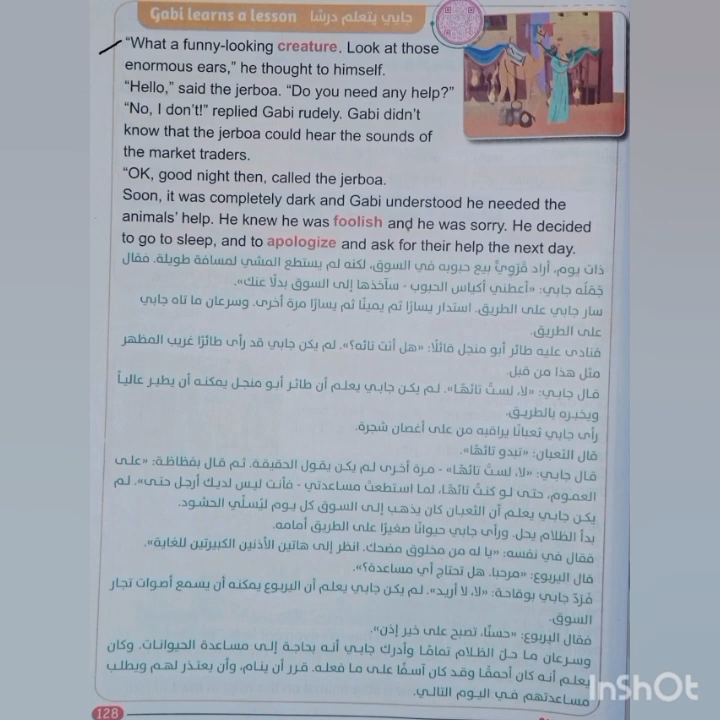 Gabi learns a lesson جابي يتعلم درسًا
“What a funny-looking creature. Look at those
enormous ears,” he thought to himself.
“Hello,” said the jerboa. “Do you need any help?”
“No, I don’t!” replied Gabi rudely. Gabi didn’t
know that the jerboa could hear the sounds of
the market traders.
“OK, good night then, called the jerboa.
Soon, it was completely dark and Gabi understood he needed the
animals’ help. He knew he was foolish and he was sorry. He decided
to go to sleep, and to apologize and ask for their help the next day.
ذات يوم، أراد قروي بيع حبوبه في السوق، لكنه لم يستطع المشي لمسافة طويلة. فقال
جَمَلُه جابي: «أعطني أكياس الحبوب - سآخذها إلى السوق بدلًا عنك».
سار جابي على الطريق. استدار يسارًا ثم يمينًا ثم يسارًا مرة أخرى. وسرعان ما تاه جابي
على الطريق.
فنادى عليه طائر أبو منجل قائلًا: «هل أنت تائه؟». لم يكن جابي قد رأى طائرًا غريب المظهر
مثل هذا من قبل.
قال جابي: «لا، لستُ تائهًا». لم يكن جابي يعلم أن طائر أبو منجل يمكنه أن يطير عالياً
ويخبره بالطريق.
رأى جابي ثعبانًا يراقبه من على أغصان شجرة.
قال الثعبان: «تبدو تائهًا».
قال جابي: «لا، لستُ تائهًا» - مرة أخرى لم يكن يقول الحقيقة. ثم قال بفظاظة: «على
العموم، حتى لو كنتُ تائهًا، لما استطعتَ مساعدتي - فأنت ليس لديك أرجل حتى». لم
يكن جابي يعلم أن الثعبان كان يذهب إلى السوق كل يوم ليُسلّي الحشود.
بدأ الظلام يحل. ورأى جابي حيوانًا صغيرًا على الطريق أمامه.
فقال في نفسه: «يا له من مخلوق مضحك. انظر إلى هاتين الأذنين الكبيرتين للغاية».
قال اليربوع: «مرحبا. هل تحتاج أي مساعدة؟».
فردّ جابي بوقاحة: «لا، لا أريد». لم يكن جابي يعلم أن اليربوع يمكنه أن يسمع أصوات تجار
السوق.
فقال اليربوع: «حسنًا، تصبح على خير إذن».
وسرعان ما حلّ الظلام تمامًا وأدرك جابي أنه بحاجة إلى مساعدة الحيوانات. وكان
يعلم أنه كان أحمقًا وقد كان آسفًا على ما فعله. قرر أن ينام، وأن يعتذر لهم ويطلب
مساعدتهم في اليوم التالي.
128
InShOt